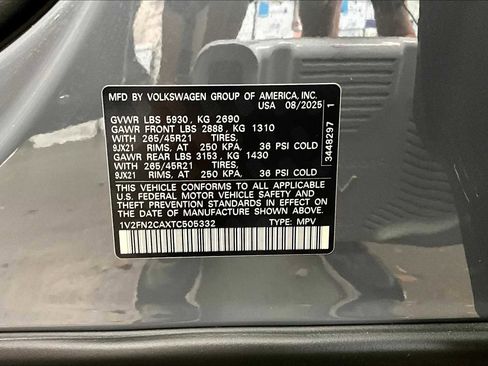 MFD BY VOLKSWAGEN GROUP OF AMERICA, INC.
USA 08/2025
GVWR LBS 5930, KG 2690
GAWR FRONT LBS 2888, KG 1310
WITH 265/45R21 TIRES,
9JX21 RIMS, AT 250 KPA, 36 PSI COLD
GAWR REAR LBS 3153, KG 1430
WITH 265/45R21 TIRES,
9JX21 RIMS, AT 250 KPA, 36 PSI COLD
THIS VEHICLE CONFORMS TO ALL APPLICABLE
U.S. FEDERAL MOTOR VEHICLE SAFETY AND
THEFT PREVENTION STANDARDS IN EFFECT ON
THE DATE OF MANUFACTURE SHOWN ABOVE.
1V2FN2CAXTC505332 TYPE: MPV
3448297 1